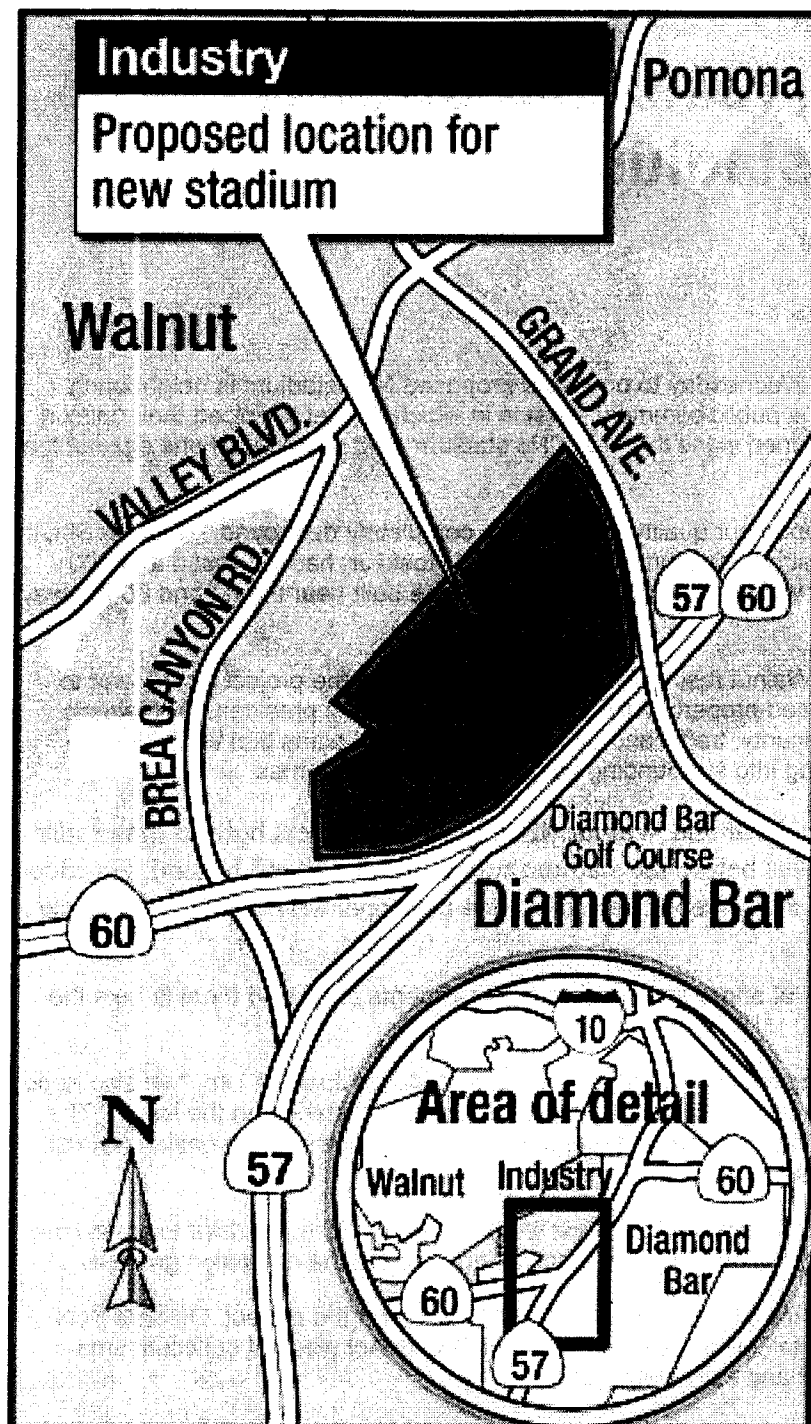 Industry
Proposed location for
new stadium
Pomona
Walnut
GRAND AVE.
VALLEY BLVD.
BREA CANYON RD.
57
60
Diamond Bar
Golf Course
Diamond Bar
60
57
N
10
Area of detail
Walnut
Industry
60
Diamond
Bar
60
57